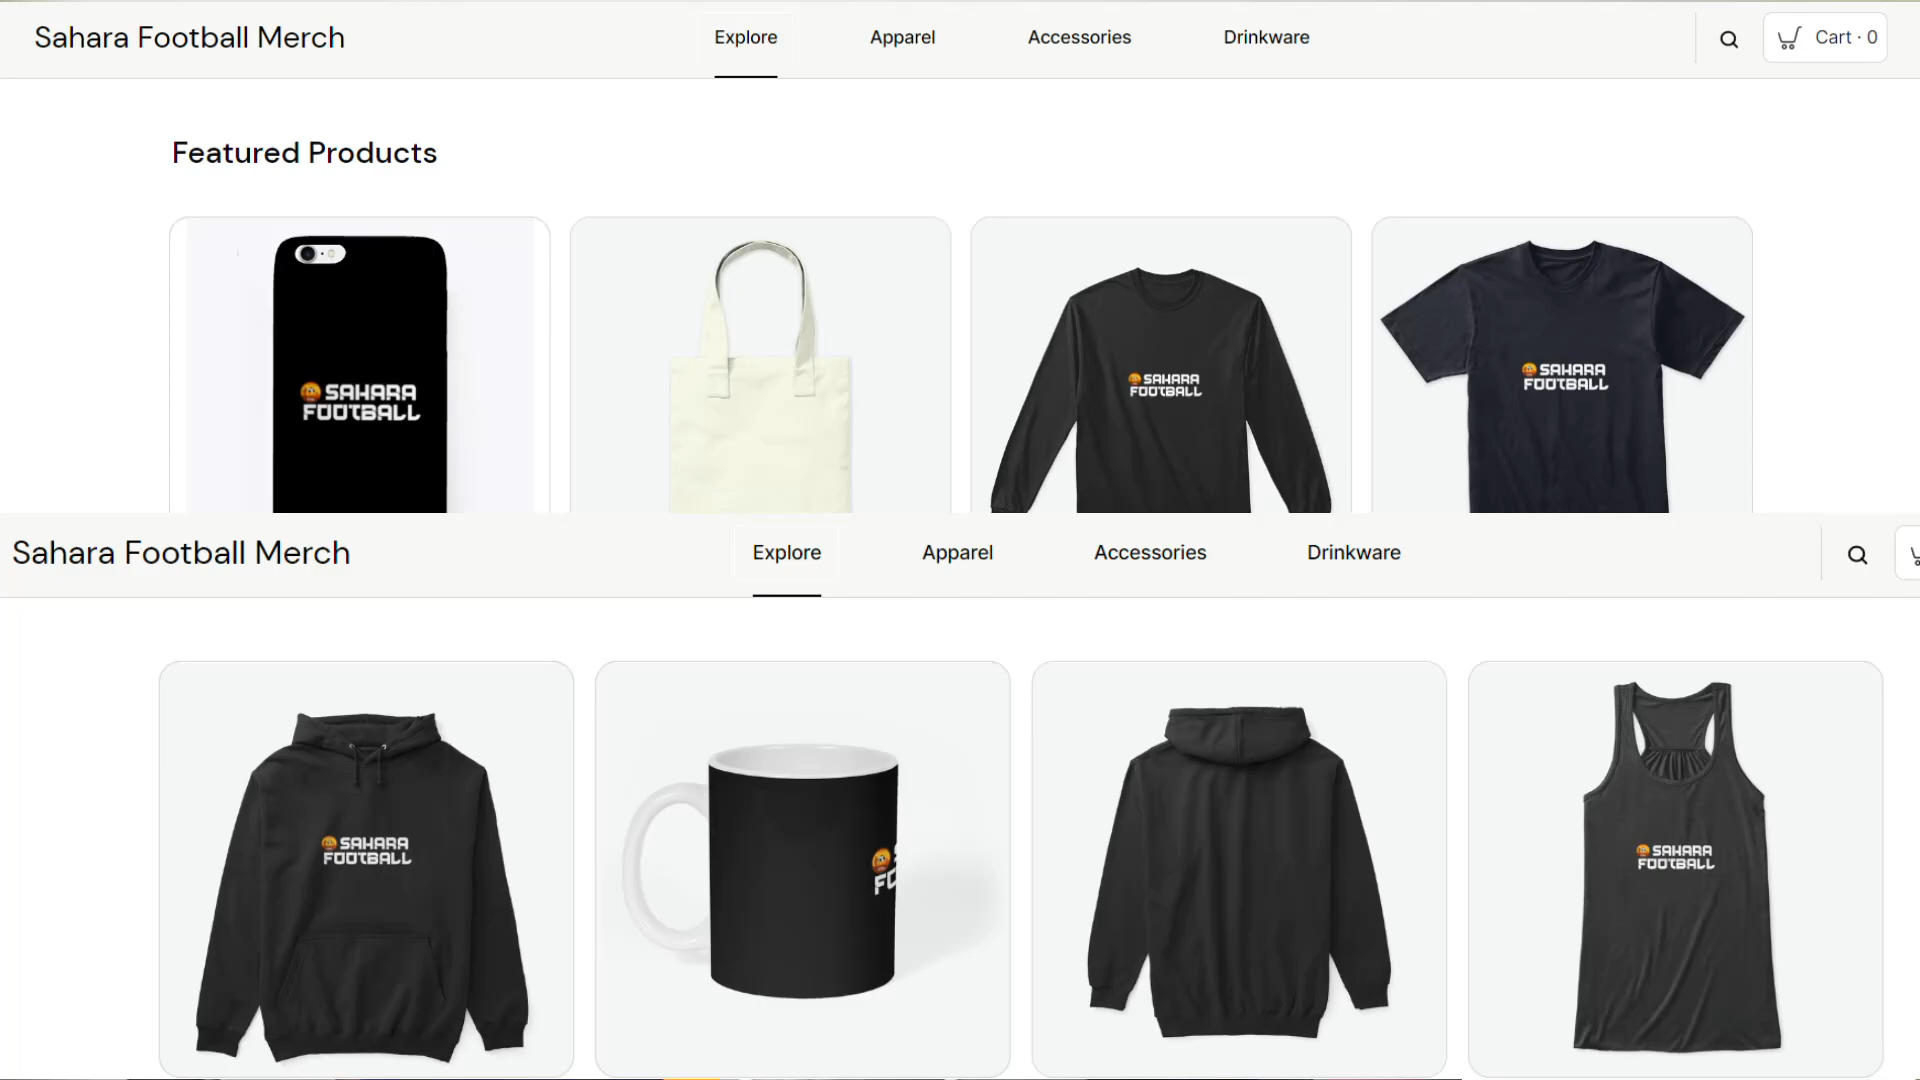 Sahara Football Merch
Explore
Apparel
Accessories
Drinkware
Cart · 0
Featured Products
SAHARA
FOOTBALL
SAHARA
FOOTBALL
SAHARA
FOOTBALL
Sahara Football Merch
Explore
Apparel
Accessories
Drinkware
SAHARA
FOOTBALL
FO
SAHARA
FOOTBALL